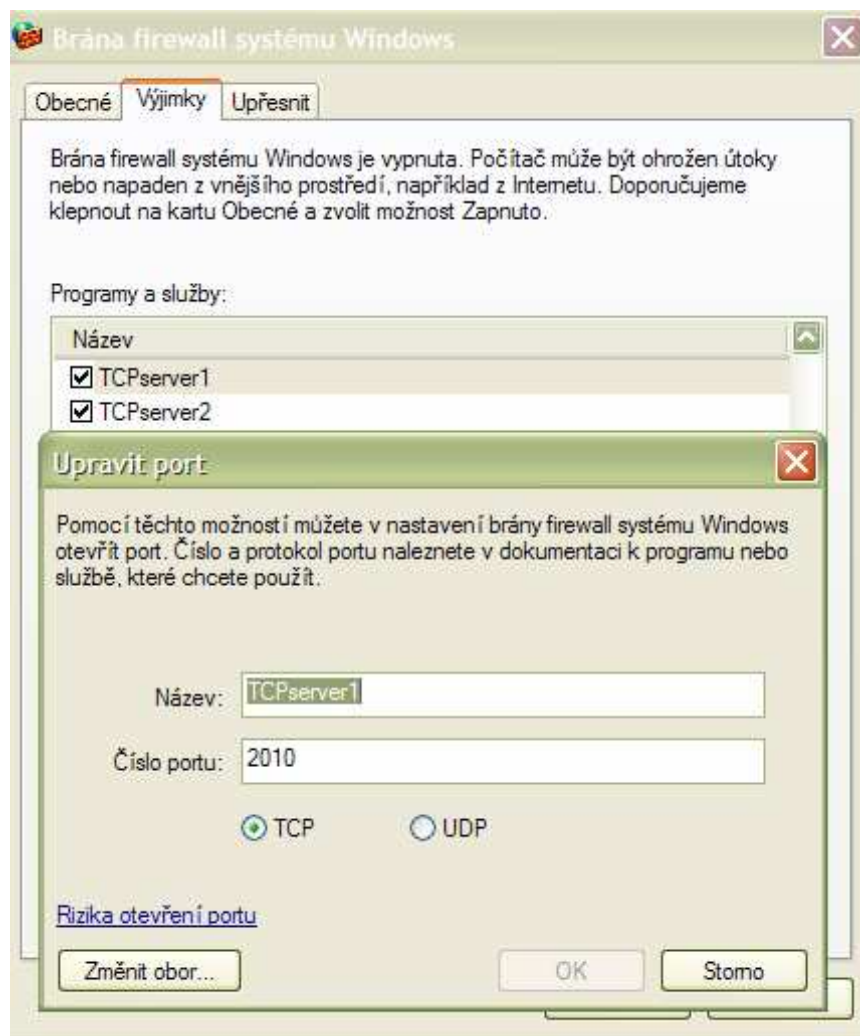 Brána firewall systému Windows
Obecné Výjimky Upřesnit
Brána firewall systému Windows je vypnuta. Počítač může být ohrožen útoky
nebo napaden z vnějšího prostředí, například z Internetu. Doporučujeme
klepnout na kartu Obecné a zvolit možnost Zapnuto.
Programy a služby:
Název
TCPserver1
TCPserver2
Upravit port
Pomocí těchto možností můžete v nastavení brány firewall systému Windows
otevřít port. Číslo a protokol portu naleznete v dokumentaci k programu nebo
službě, které chcete použít.
Název: TCPserver1
Číslo portu: 2010
TCP UDP
Rizika otevření portu
Změnit obor... OK Storno